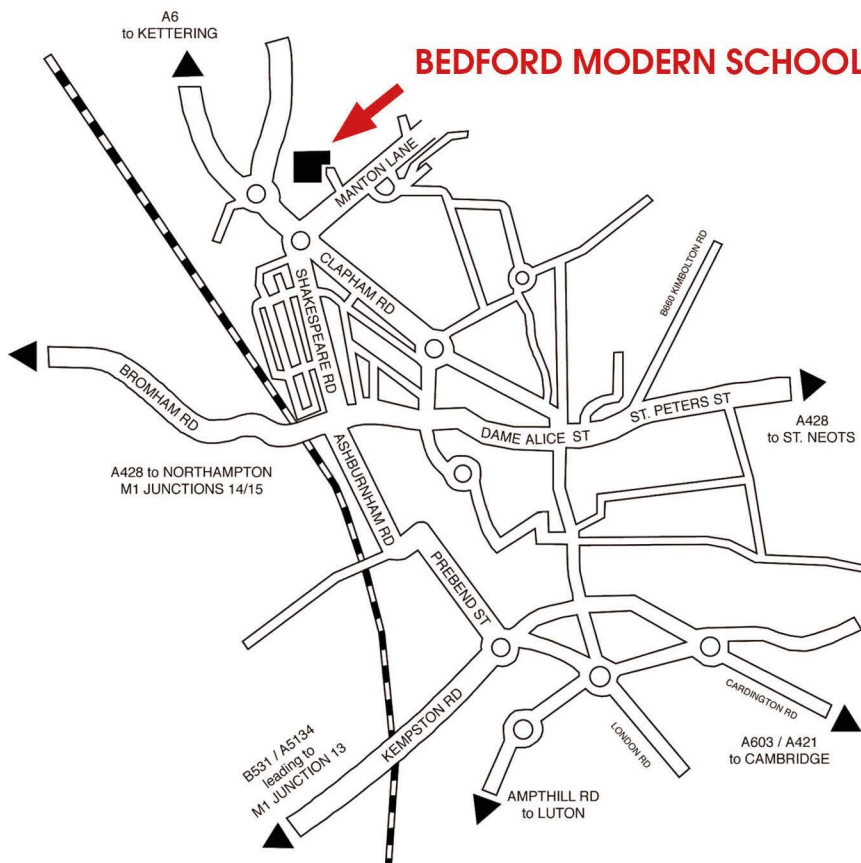 A6
to KETTERING
BEDFORD MODERN SCHOOL
MANTON LANE
CLAPHAM RD
SHAKESPEARE RD
B660 KIMBOLTON RD
BROMHAM RD
ST. PETERS ST
DAME ALICE ST
A428
to ST. NEOTS
A428 to NORTHAMPTON
M1 JUNCTIONS 14/15
ASHBURNHAM RD
PREBEND ST
KEMPSTON RD
CARDINGTON RD
LONDON RD
A603 / A421
to CAMBRIDGE
B531 / A5134
leading to
M1 JUNCTION 13
AMPTHILL RD
to LUTON